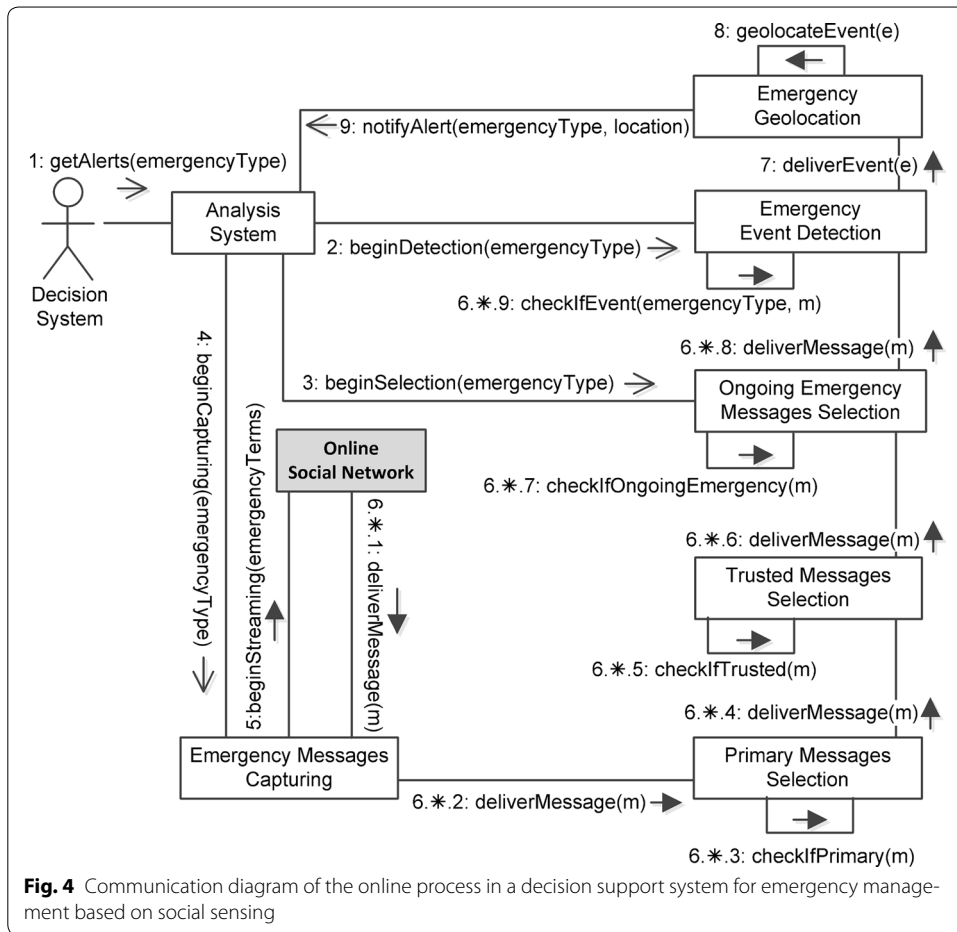 8: geolocateEvent(e)
Emergency
Geolocation
9: notifyAlert(emergencyType, location)
1: getAlerts(emergencyType)
7: deliverEvent(e)
Analysis
System
Emergency
Event Detection
2: beginDetection(emergencyType)
Decision
System
6.*.9: checkIfEvent(emergencyType, m)
4: beginCapturing(emergencyType)
6.*.8: deliverMessage(m)
3: beginSelection(emergencyType)
Ongoing Emergency
Messages Selection
5:beginStreaming(emergencyTerms)
Online
Social Network
6.*.1: deliverMessage(m)
6.*.7: checkIfOngoingEmergency(m)
6.*.6: deliverMessage(m)
Trusted Messages
Selection
6.*.5: checkIfTrusted(m)
6.*.4: deliverMessage(m)
Emergency Messages
Capturing
Primary Messages
Selection
6.*.2: deliverMessage(m)
6.*.3: checkIfPrimary(m)
Fig. 4 Communication diagram of the online process in a decision support system for emergency manage-
ment based on social sensing